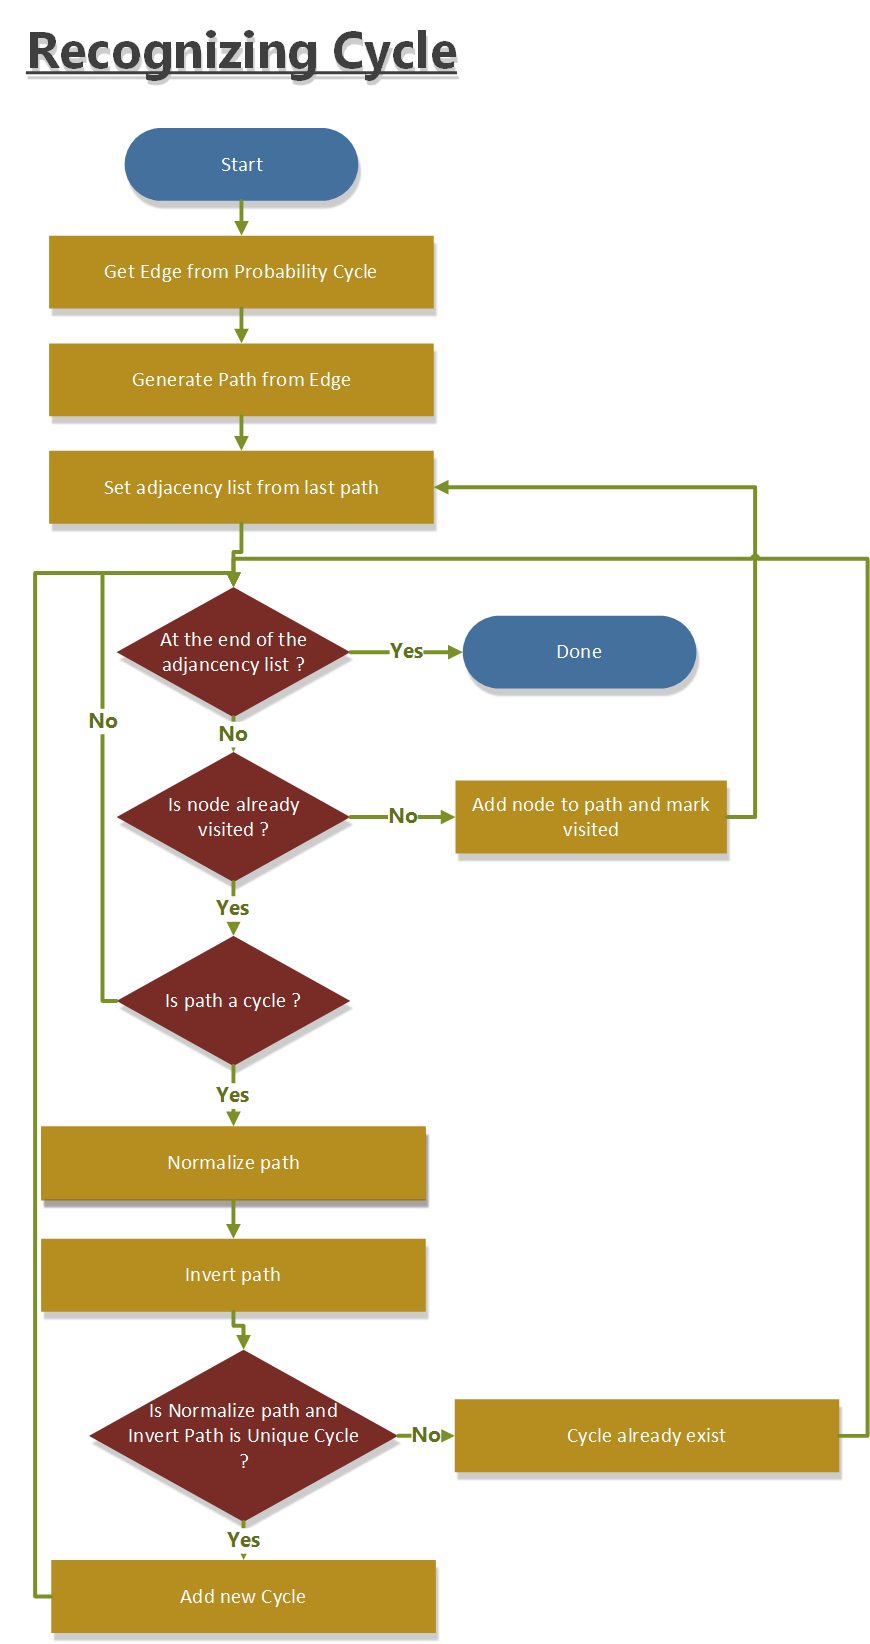 Recognizing Cycle
Start
Get Edge from Probability Cycle
Generate Path from Edge
Set adjacency list from last path
At the end of the
adjancency list ?
Yes
Done
No
No
Is node already
visited ?
No
Add node to path and mark
visited
Yes
Is path a cycle ?
Yes
Normalize path
Invert path
Is Normalize path and
Invert Path is Unique Cycle
?
No
Cycle already exist
Yes
Add new Cycle